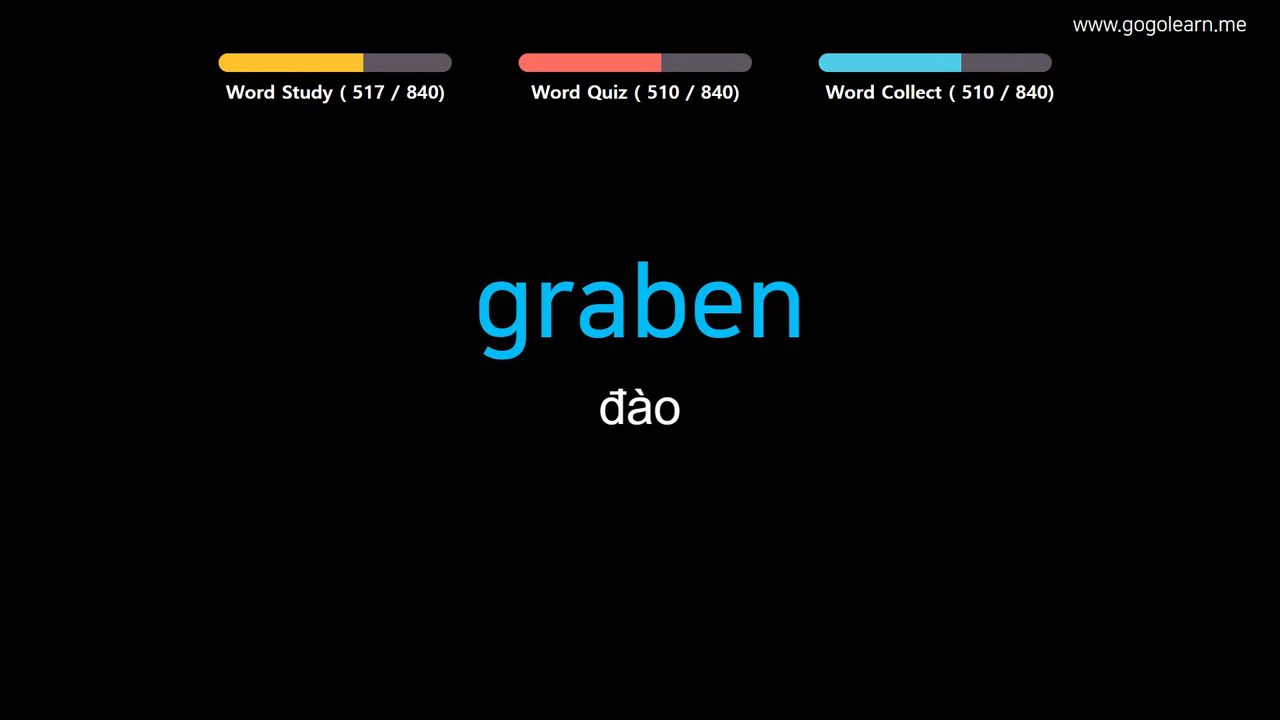 www.gogolearn.me
Word Study ( 517 / 840)
Word Quiz ( 510 / 840)
Word Collect ( 510 / 840)
graben
đào